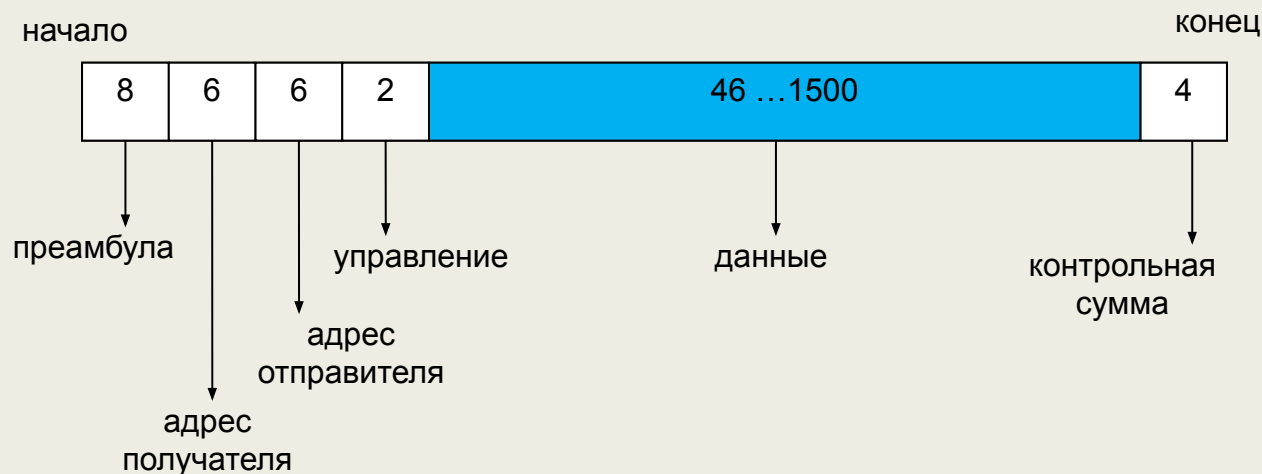 начало
конец
8 6 6 2 46 …1500 4
преамбула
управление
данные
контрольная
сумма
адрес
отправителя
адрес
получателя